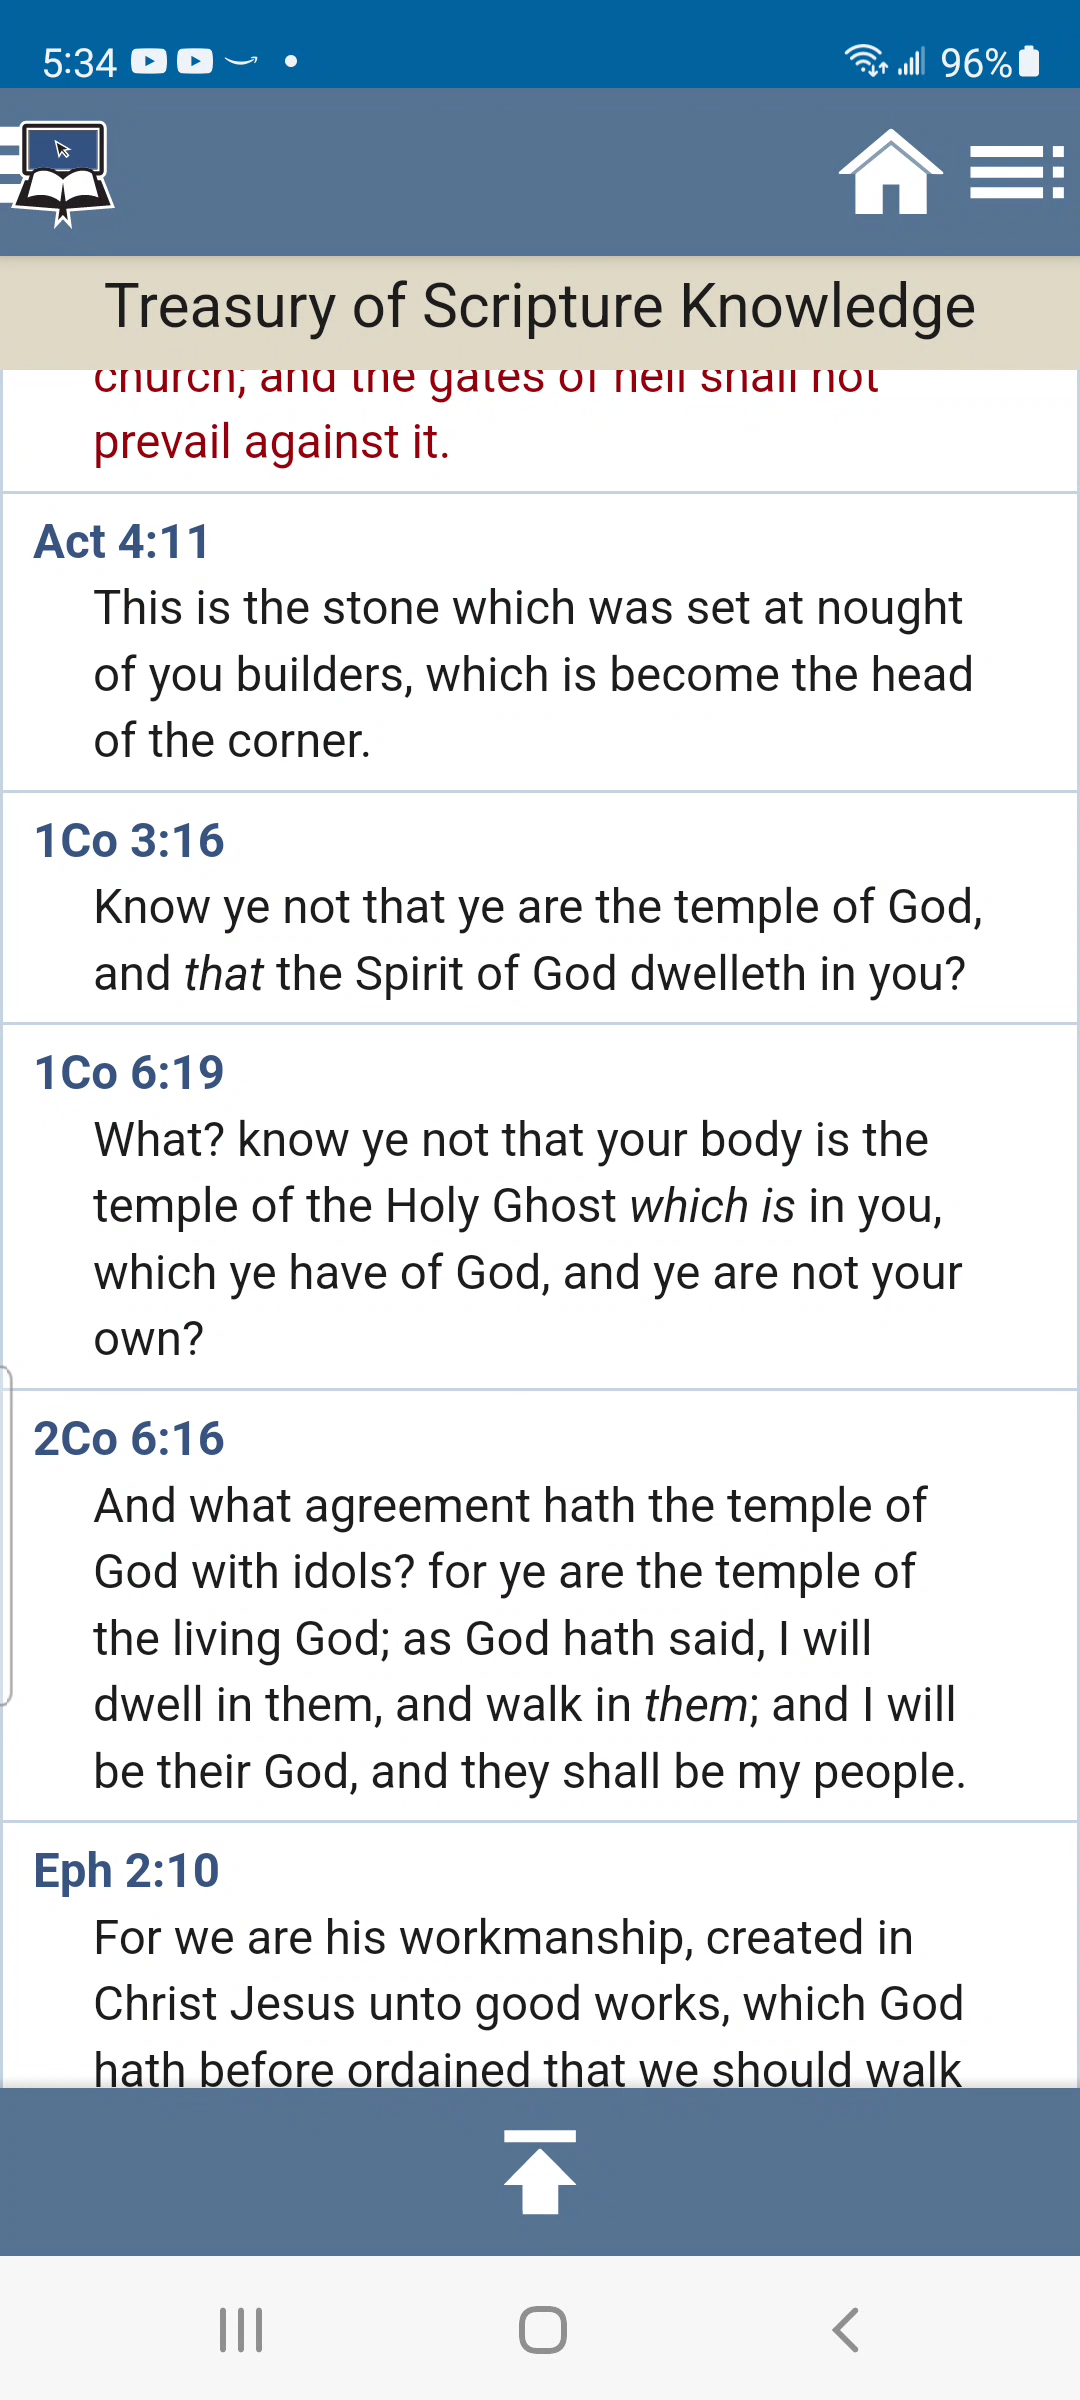 5:34
96%
Treasury of Scripture Knowledge
church; and the gates of hell shall not
prevail against it.
Act 4:11
This is the stone which was set at nought
of you builders, which is become the head
of the corner.
1Co 3:16
Know ye not that ye are the temple of God,
and that the Spirit of God dwelleth in you?
1Co 6:19
What? know ye not that your body is the
temple of the Holy Ghost which is in you,
which ye have of God, and ye are not your
own?
2Co 6:16
And what agreement hath the temple of
God with idols? for ye are the temple of
the living God; as God hath said, I will
dwell in them, and walk in them; and I will
be their God, and they shall be my people.
Eph 2:10
For we are his workmanship, created in
Christ Jesus unto good works, which God
hath before ordained that we should walk